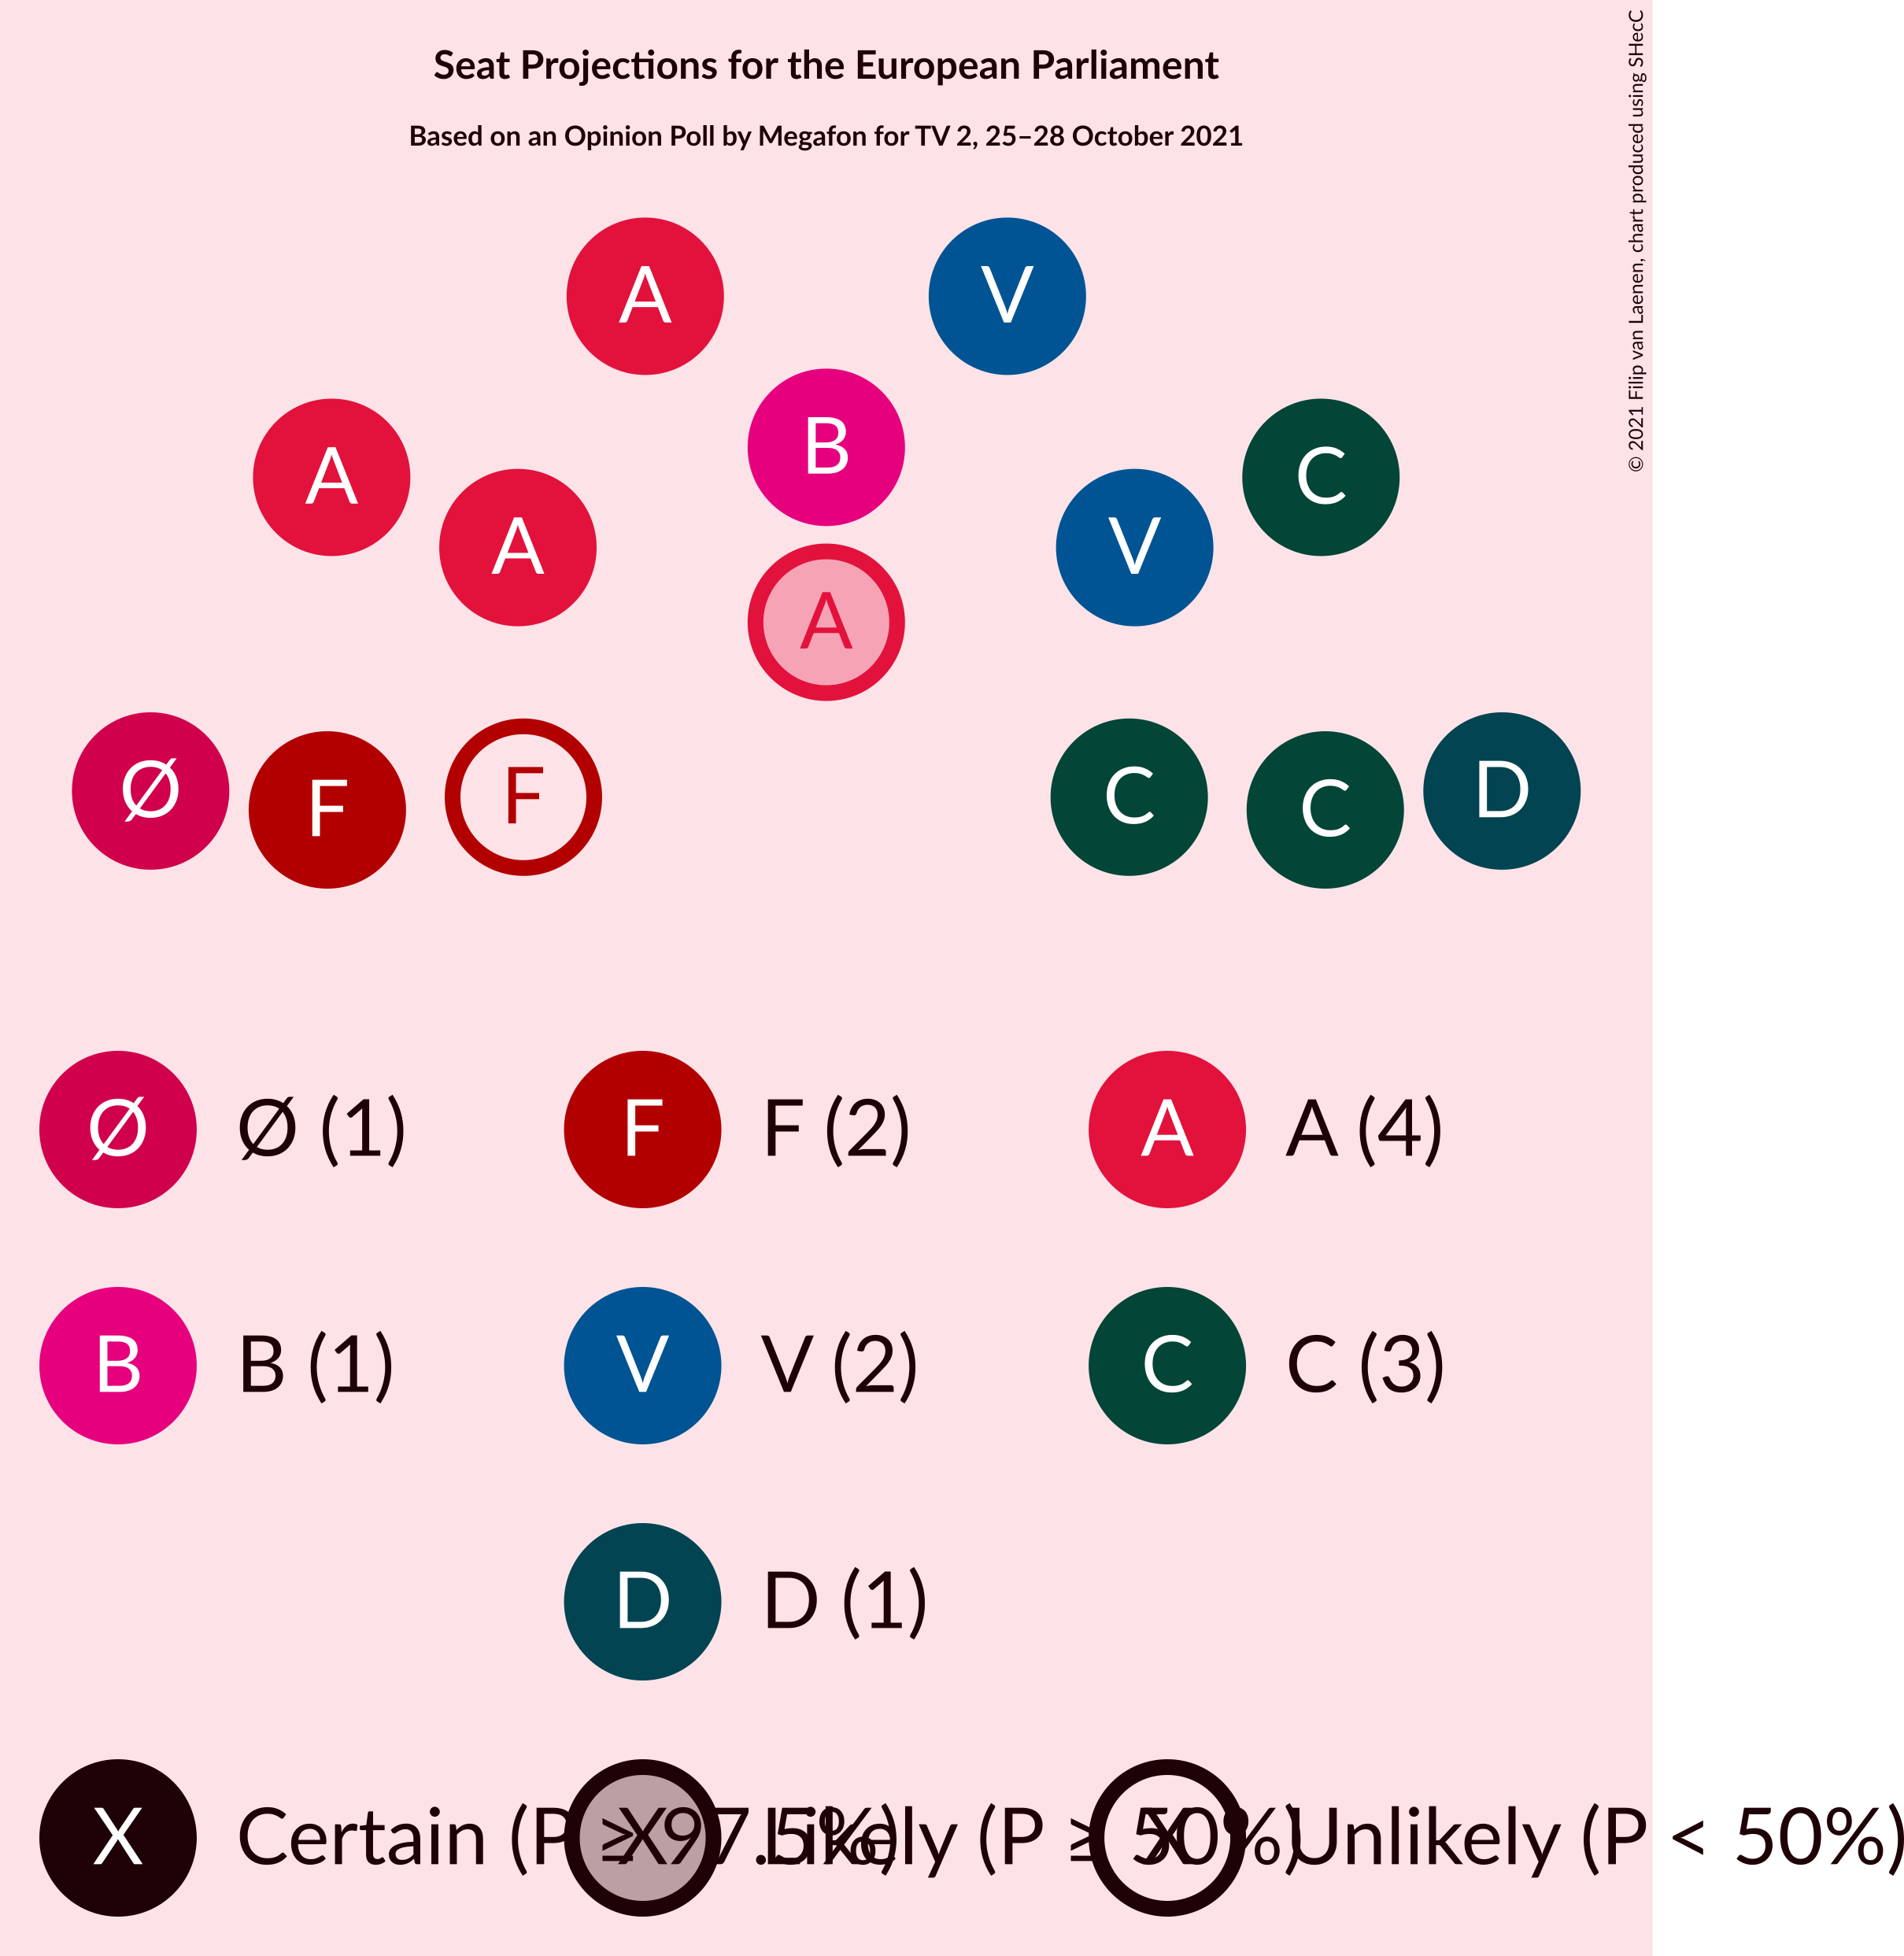 Seat Projections for the European Parliament
Based on an Opinion Poll by Megafon for TV 2, 25–28 October 2021
© 2021 Filip van Laenen, chart produced using SHecC
A V
B
A C
A V
A
Ø D
F F C C
Ø Ø (1) F F (2) A A (4)
B B (1) V V (2) C C (3)
D D (1)
X Certain (P ≥ 97.5%) X Likely (P ≥ 50%) X Unlikely (P < 50%)